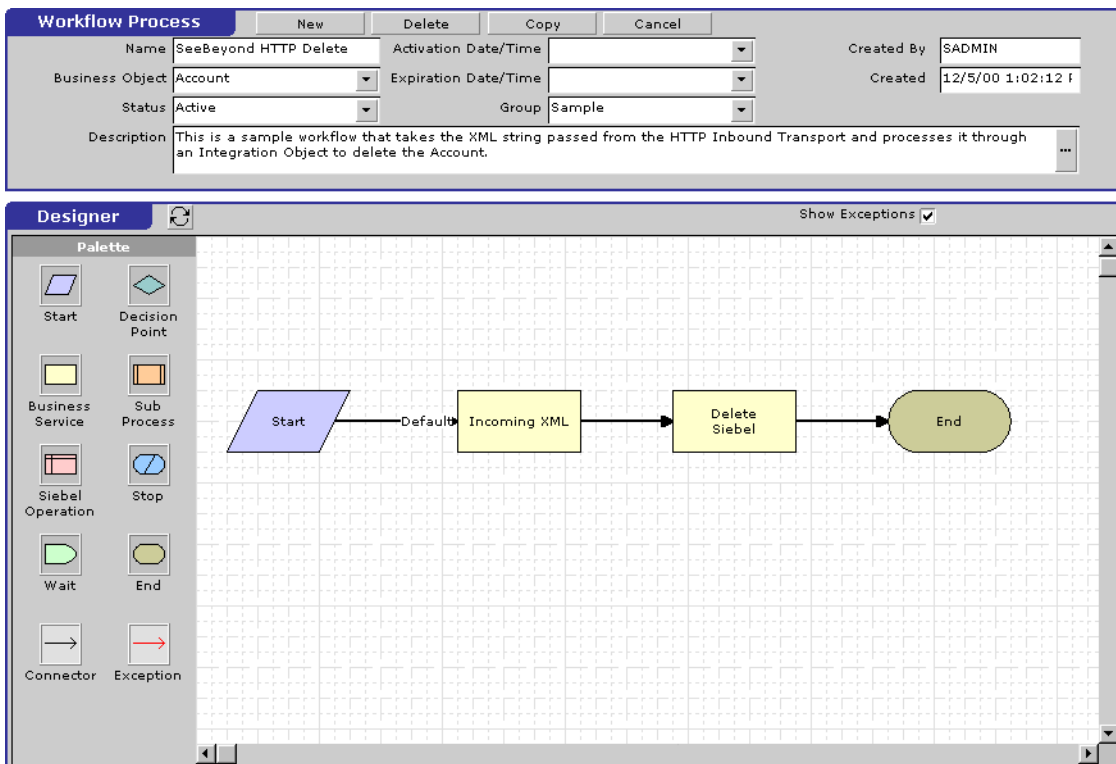 Workflow Process
New
Delete
Copy
Cancel
Name
SeeBeyond HTTP Delete
Activation Date/Time
Created By
SADMIN
Business Object
Account
Expiration Date/Time
Created
12/5/00 1:02:12
Status
Active
Group
Sample
Description
This is a sample workflow that takes the XML string passed from the HTTP Inbound Transport and processes it through
an Integration Object to delete the Account.
...
Designer
Show Exceptions
Palette
Start
Decision
Point
Business
Service
Sub
Process
Siebel
Operation
Stop
Wait
End
Connector
Exception
Start
Default
Incoming XML
Delete
Siebel
End